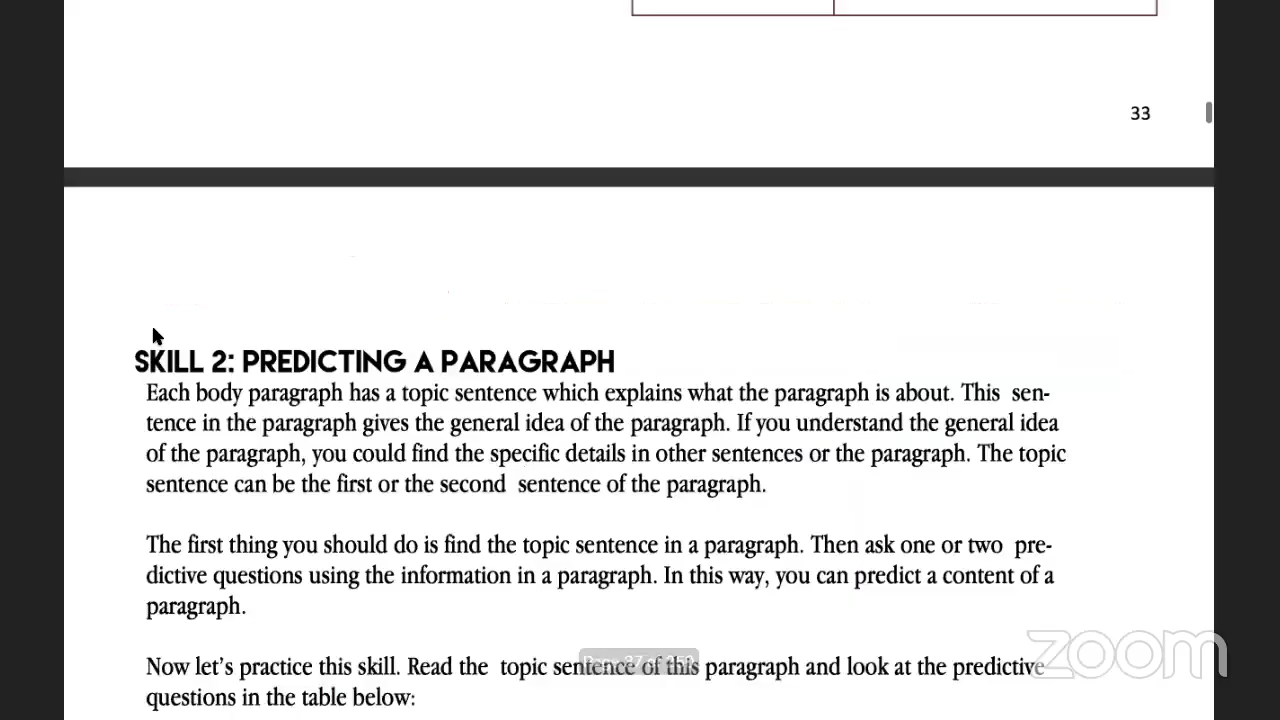 33
SKILL 2: PREDICTING A PARAGRAPH
Each body paragraph has a topic sentence which explains what the paragraph is about. This sen-
tence in the paragraph gives the general idea of the paragraph. If you understand the general idea
of the paragraph, you could find the specific details in other sentences or the paragraph. The topic
sentence can be the first or the second sentence of the paragraph.
The first thing you should do is find the topic sentence in a paragraph. Then ask one or two pre-
dictive questions using the information in a paragraph. In this way, you can predict a content of a
paragraph.
zoom
Now let's practice this skill. Read the topic sentence of this paragraph and look at the predictive
questions in the table below: